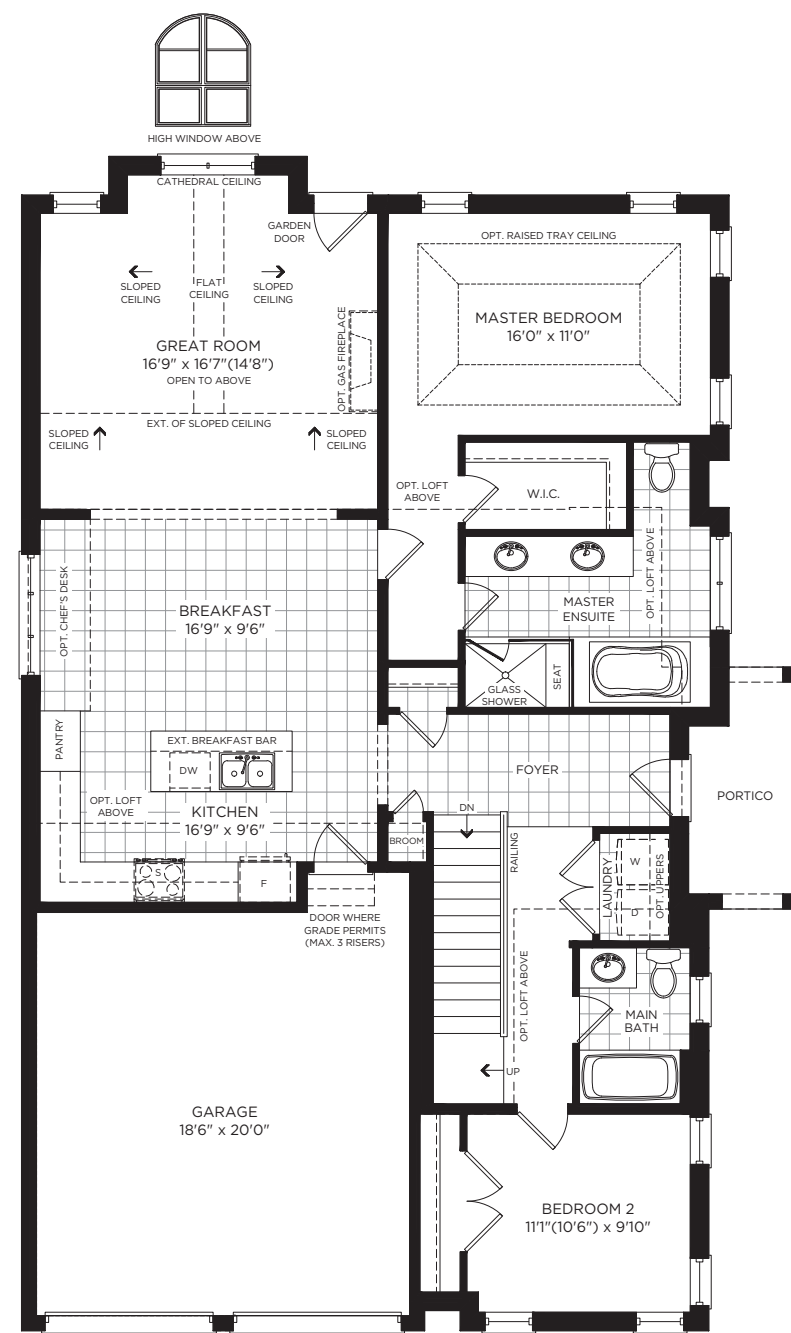 HIGH WINDOW ABOVE
CATHEDRAL CEILING
GARDEN
DOOR
SLOPED
CEILING
FLAT
CEILING
SLOPED
CEILING
GREAT ROOM
16'9" x 16'7"(14'8")
OPEN TO ABOVE
OPT. GAS FIREPLACE
EXT. OF SLOPED CEILING
SLOPED
CEILING
SLOPED
CEILING
OPT. RAISED TRAY CEILING
MASTER BEDROOM
16'0" x 11'0"
OPT. LOFT
ABOVE
W.I.C.
OPT. LOFT ABOVE
MASTER
ENSUITE
GLASS
SHOWER
SEAT
OPT. CHEF'S DESK
BREAKFAST
16'9" x 9'6"
PANTRY
EXT. BREAKFAST BAR
DW
OPT. LOFT
ABOVE
KITCHEN
16'9" x 9'6"
S
F
BROOM
FOYER
PORTICO
DN
RAILING
LAUNDRY
W
D
OPT. UPPERS
DOOR WHERE
GRADE PERMITS
(MAX. 3 RISERS)
OPT. LOFT ABOVE
MAIN
BATH
UP
GARAGE
18'6" x 20'0"
BEDROOM 2
11'1"(10'6") x 9'10"